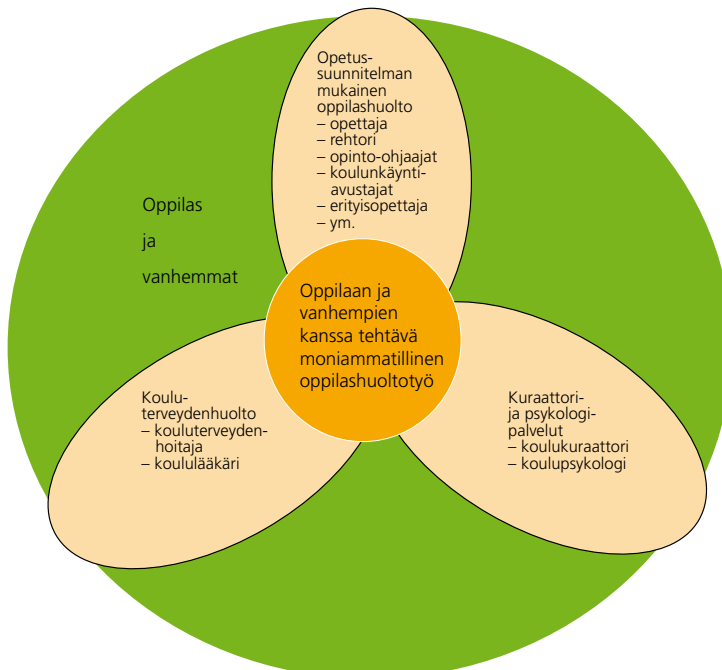 Opetus-
suunnitelman
mukainen
oppilashuolto
– opettaja
– rehtori
– opinto-ohjaajat
– koulunkäynti-
avustajat
– erityisopettaja
– ym.
Oppilas
ja
vanhemmat
Oppilaan ja
vanhempien
kanssa tehtävä
moniammatillinen
oppilashuoltotyö
Koulu-
terveydenhuolto
– kouluterveyden-
hoitaja
– koululääkäri
Kuraattori-
ja psykologi-
palvelut
– koulukuraattori
– koulupsykologi